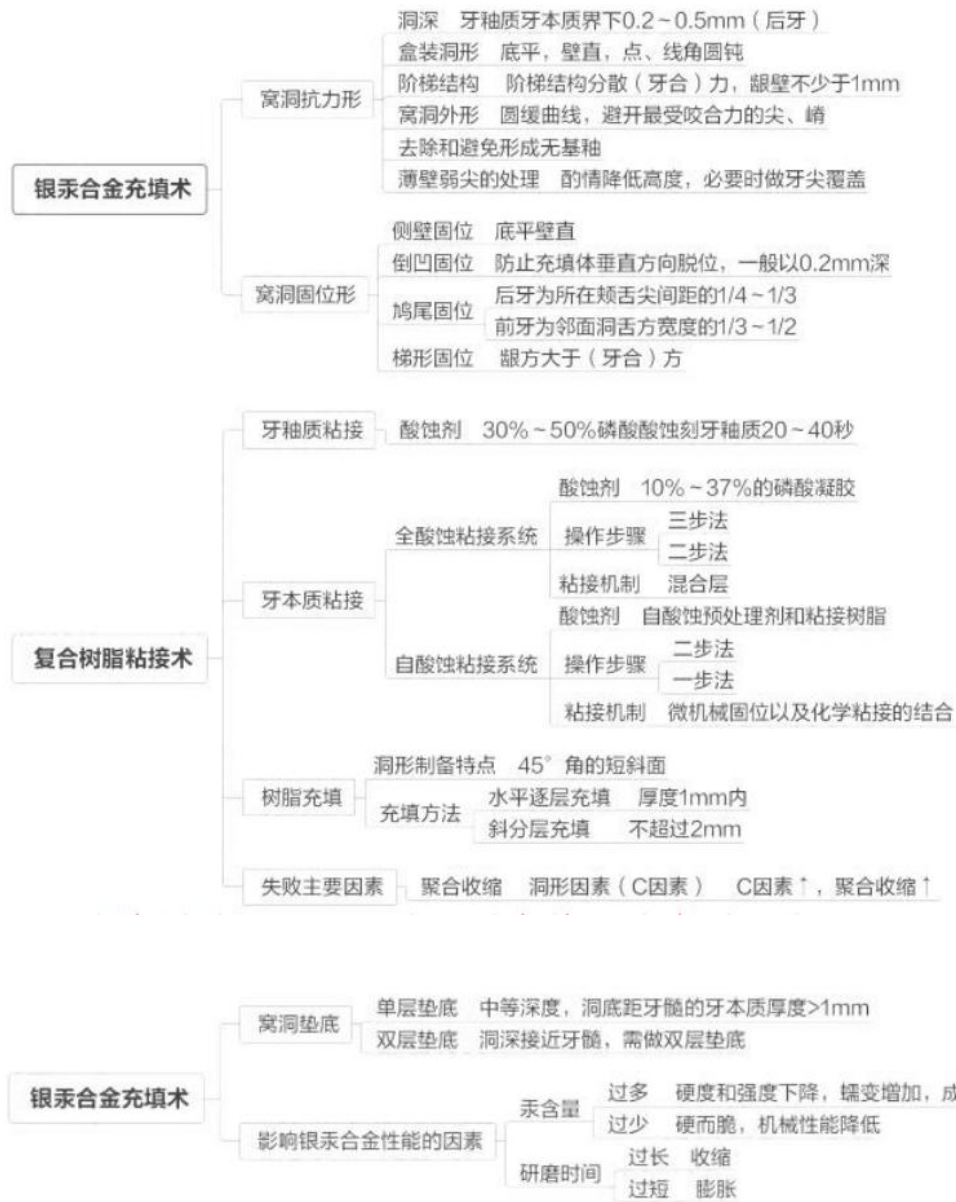 银汞合金充填术
窝洞抗力形
洞深 牙釉质牙本质界下0.2~0.5mm（后牙）
盒装洞形 底平，壁直，点、线角圆钝
阶梯结构 阶梯结构分散（牙合）力，龈壁不少于1mm
窝洞外形 圆缓曲线，避开最受咬合力的尖、嵴
去除和避免形成无基釉
薄壁弱尖的处理 酌情降低高度，必要时做牙尖覆盖
窝洞固位形
侧壁固位 底平壁直
倒凹固位 防止充填体垂直方向脱位，一般以0.2mm深
鸠尾固位
后牙为所在颊舌尖间距的1/4~1/3
前牙为邻面洞舌方宽度的1/3~1/2
梯形固位 龈方大于（牙合）方
复合树脂粘接术
牙釉质粘接
酸蚀剂 30%~50%磷酸酸蚀刻牙釉质20~40秒
牙本质粘接
全酸蚀粘接系统
酸蚀剂 10%~37%的磷酸凝胶
操作步骤
三步法
二步法
粘接机制 混合层
自酸蚀粘接系统
酸蚀剂 自酸蚀预处理剂和粘接树脂
操作步骤
二步法
一步法
粘接机制 微机械固位以及化学粘接的结合
树脂充填
洞形制备特点 45°角的短斜面
充填方法
水平逐层充填 厚度1mm内
斜分层充填 不超过2mm
失败主要因素
聚合收缩 洞形因素（C因素） C因素↑，聚合收缩↑
银汞合金充填术
窝洞垫底
单层垫底 中等深度，洞底距牙髓的牙本质厚度>1mm
双层垫底 洞深接近牙髓，需做双层垫底
影响银汞合金性能的因素
汞含量
过多 硬度和强度下降，蠕变增加，成
过少 硬而脆，机械性能降低
研磨时间
过长 收缩
过短 膨胀